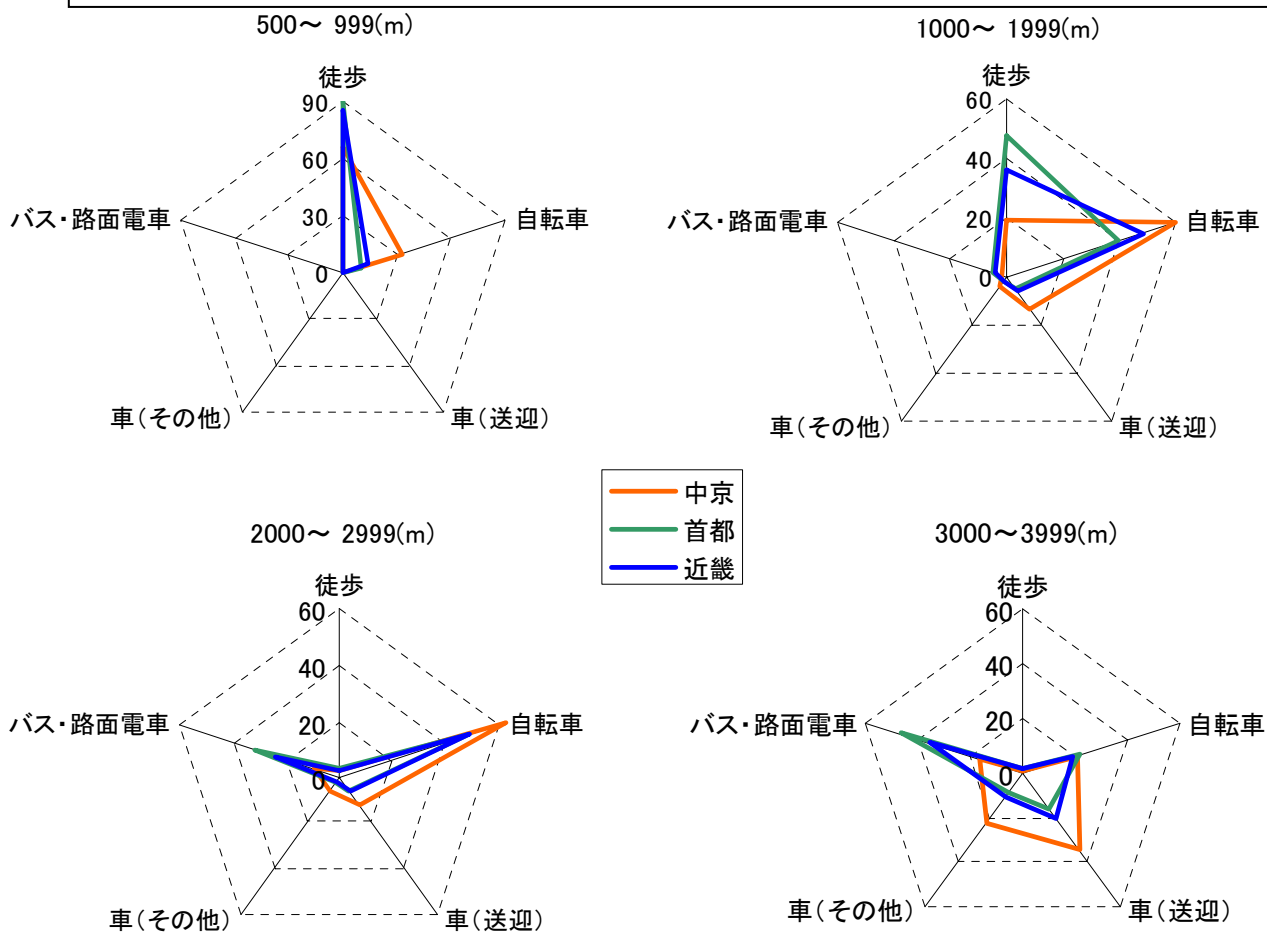 500～ 999(m)
徒歩
90
60
30
0
自転車
車(送迎)
車(その他)
バス・路面電車
1000～ 1999(m)
徒歩
60
40
20
0
自転車
車(送迎)
車(その他)
バス・路面電車
中京
首都
近畿
2000～ 2999(m)
徒歩
60
40
20
0
自転車
車(送迎)
車(その他)
バス・路面電車
3000～3999(m)
徒歩
60
40
20
0
自転車
車(送迎)
車(その他)
バス・路面電車